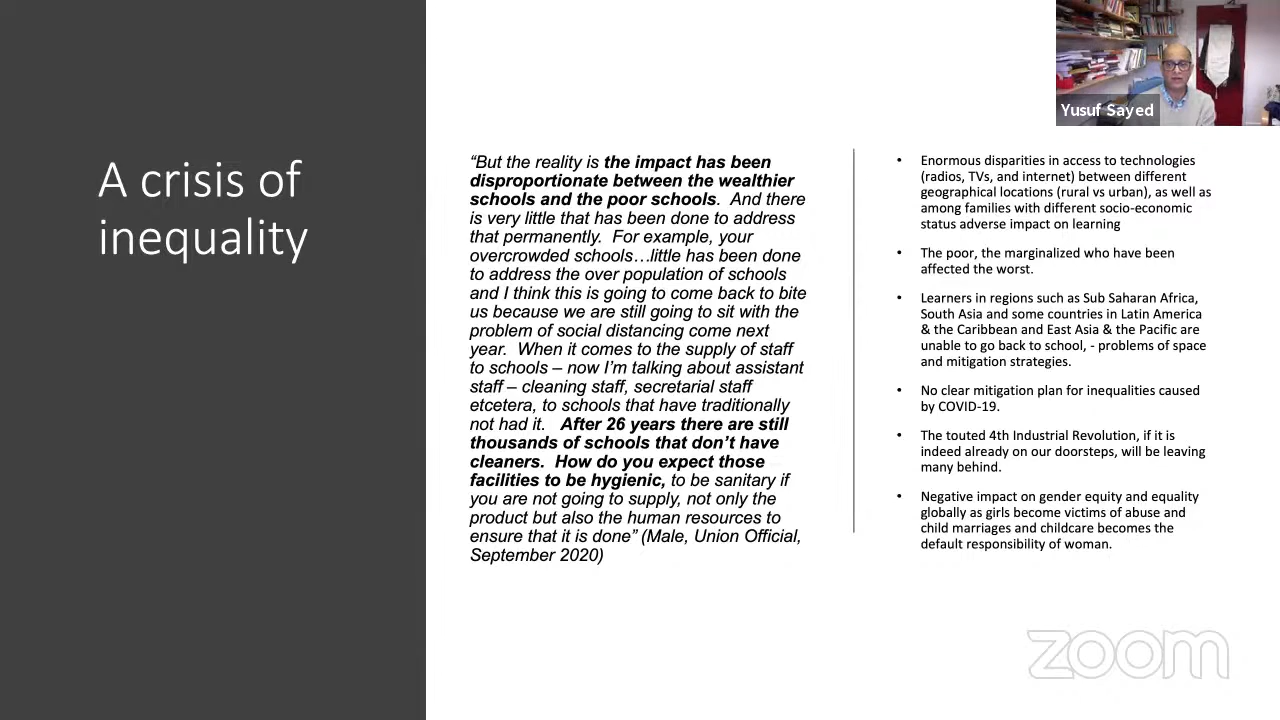 A crisis of
inequality
“But the reality is the impact has been
disproportionate between the wealthier
schools and the poor schools.  And there
is very little that has been done to address
that permanently.  For example, your
overcrowded schools…little has been done
to address the over population of schools
and I think this is going to come back to bite
us because we are still going to sit with the
problem of social distancing come next
year.  When it comes to the supply of staff
to schools – now I’m talking about assistant
staff – cleaning staff, secretarial staff
etcetera, to schools that have traditionally
not had it.   After 26 years there are still
thousands of schools that don’t have
cleaners.  How do you expect those
facilities to be hygienic, to be sanitary if
you are not going to supply, not only the
product but also the human resources to
ensure that it is done” (Male, Union Official,
September 2020)
• Enormous disparities in access to technologies
(radios, TVs, and internet) between different
geographical locations (rural vs urban), as well as
among families with different socio-economic
status adverse impact on learning
• The poor, the marginalized who have been
affected the worst.
• Learners in regions such as Sub Saharan Africa,
South Asia and some countries in Latin America
& the Caribbean and East Asia & the Pacific are
unable to go back to school, - problems of space
and mitigation strategies.
• No clear mitigation plan for inequalities caused
by COVID-19.
• The touted 4th Industrial Revolution, if it is
indeed already on our doorsteps, will be leaving
many behind.
• Negative impact on gender equity and equality
globally as girls become victims of abuse and
child marriages and childcare becomes the
default responsibility of woman.
Yusuf Sayed
zoom